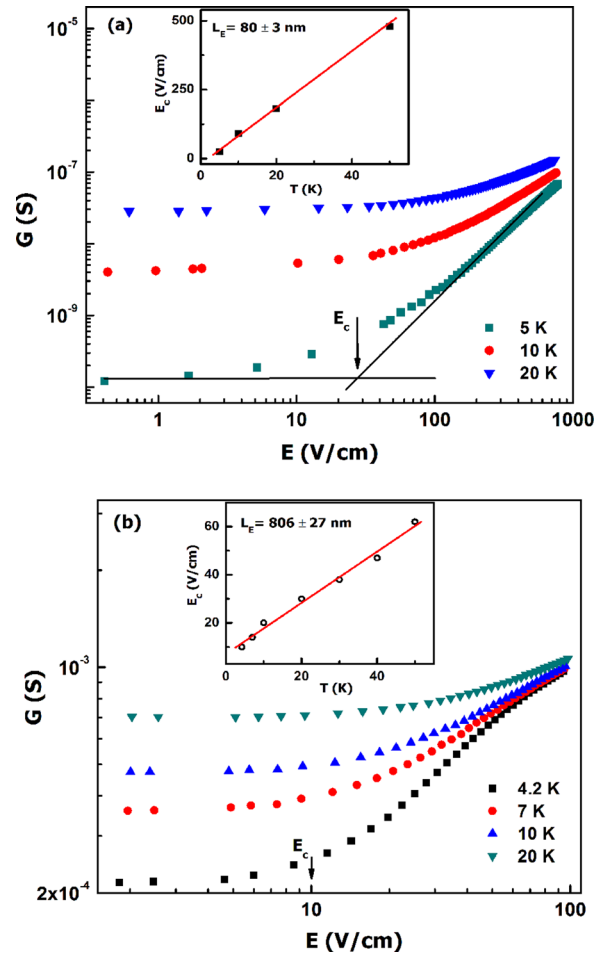 (a)
L_E = 80 ± 3 nm
E_c (V/cm)
500
250
0
0 20 40
T (K)
G (S)
10^-5
10^-7
10^-9
E_c
5 K
10 K
20 K
1 10 100 1000
E (V/cm)
(b)
L_E= 806 ± 27 nm
E_c (V/cm)
60
40
20
0 20 40
T (K)
G (S)
10^-3
2x10^-4
E_c
4.2 K
7 K
10 K
20 K
10 100
E (V/cm)